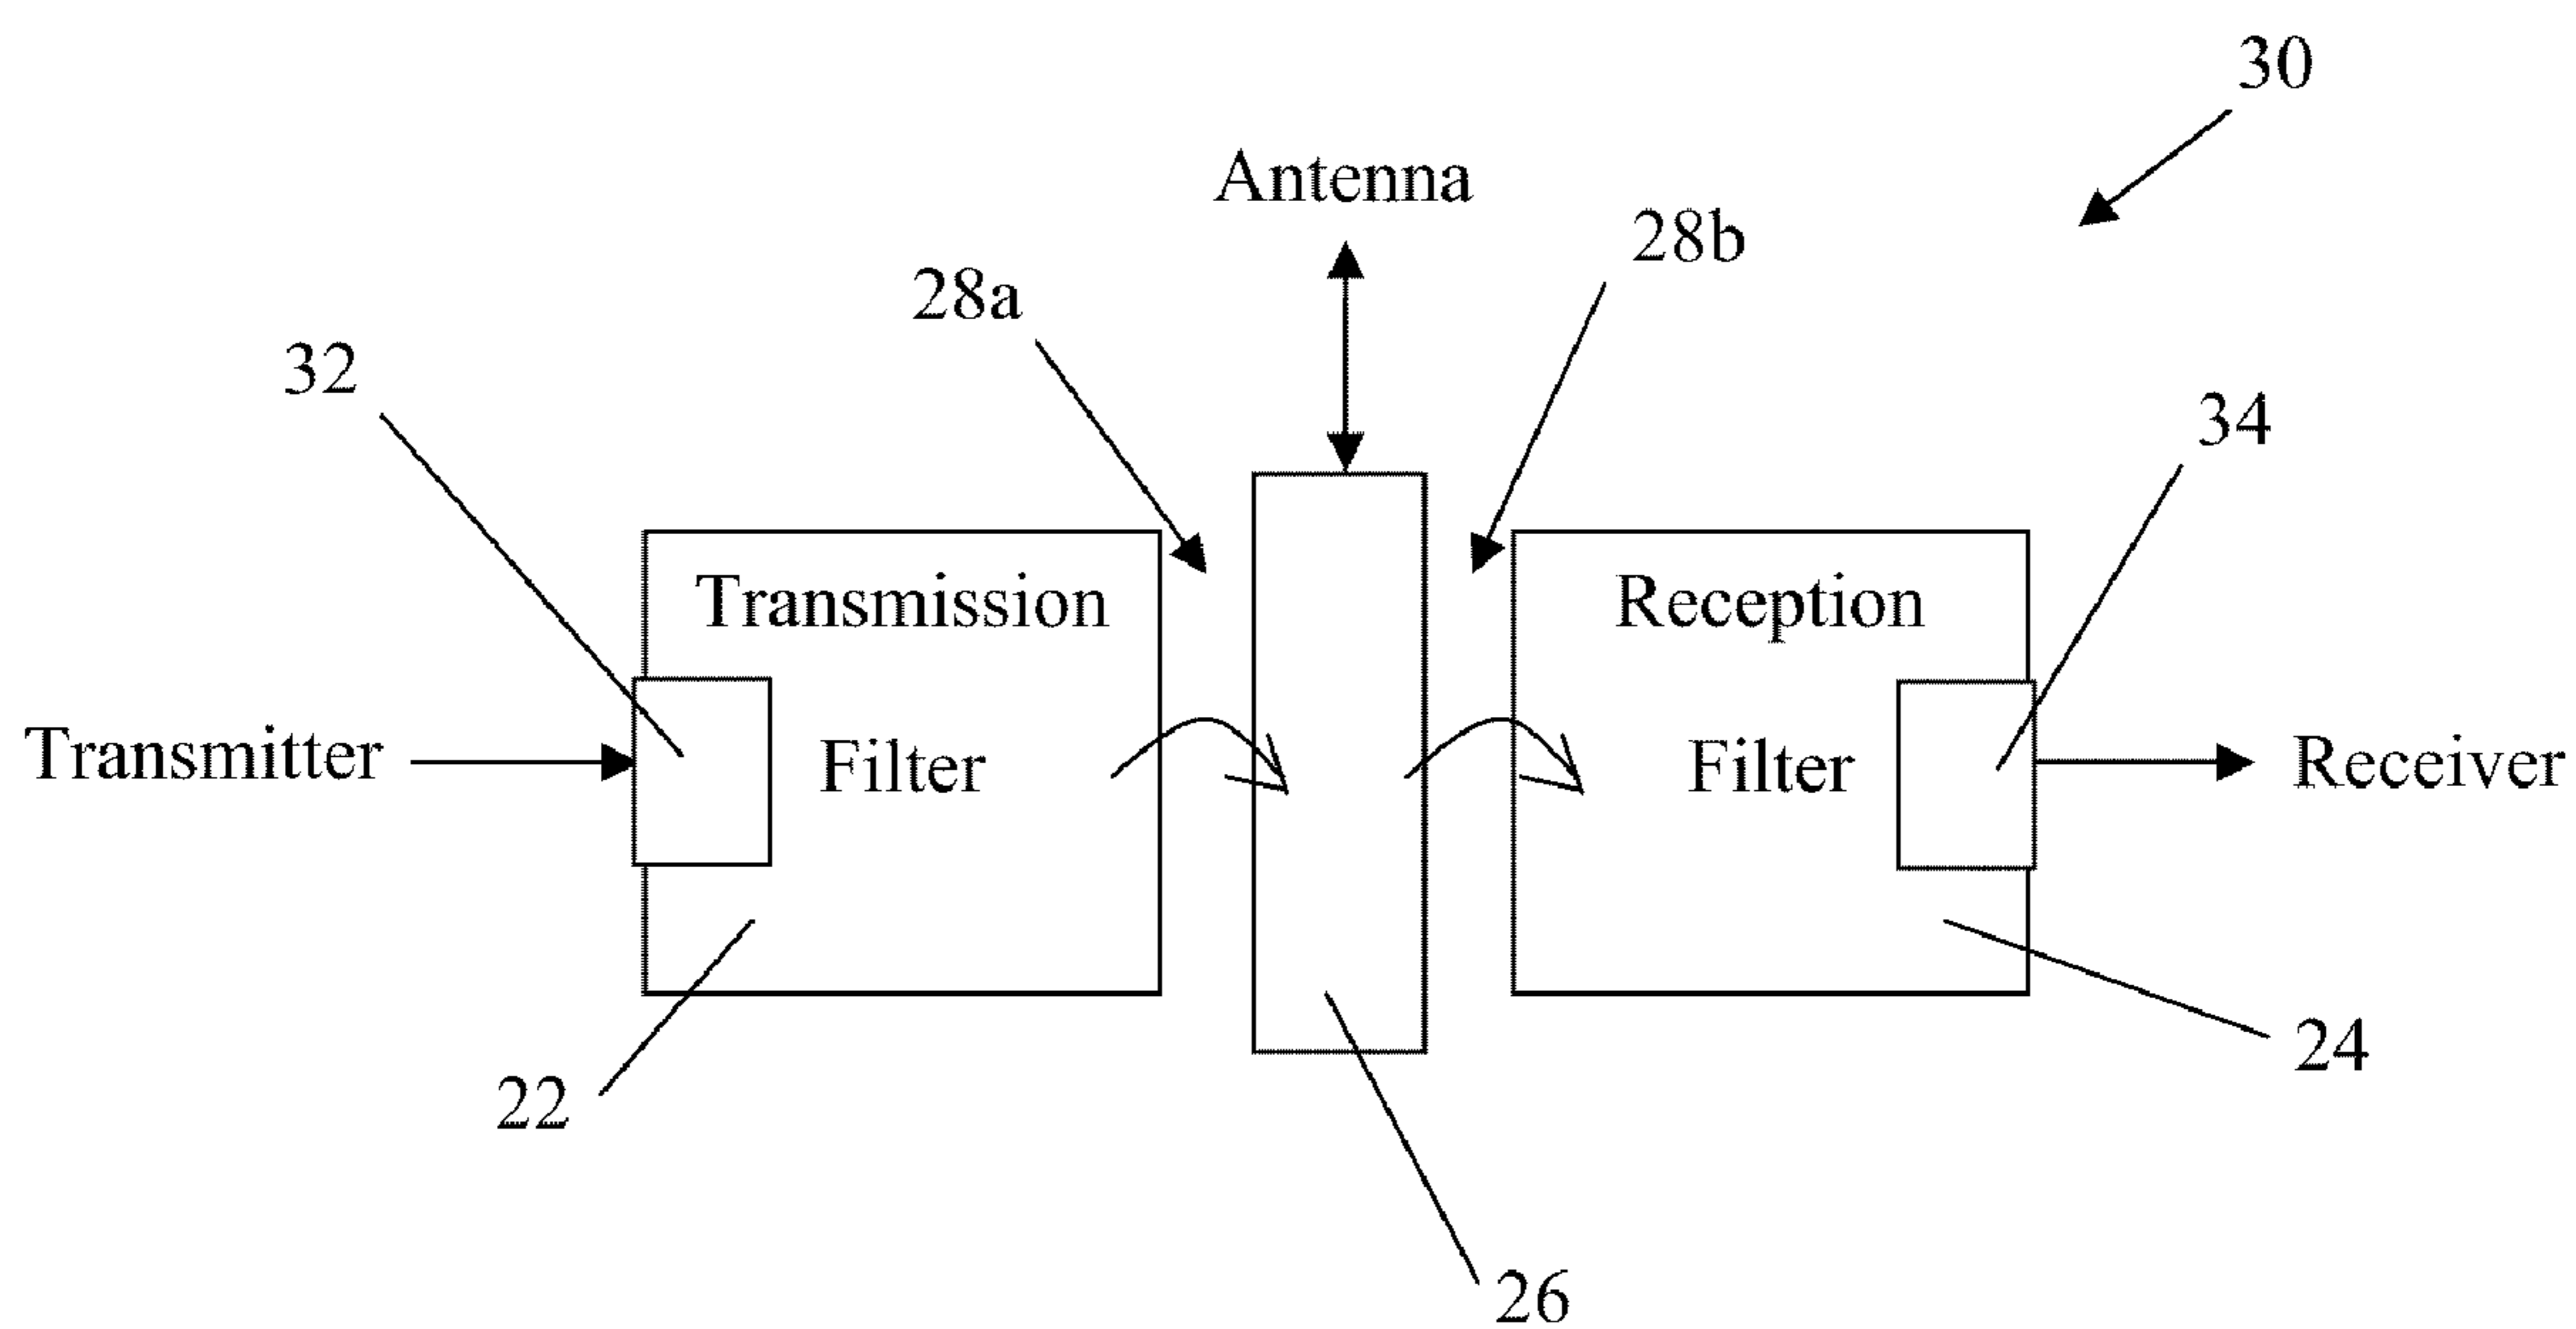 30
Antenna
28b
28a
32
34
Transmission
Filter
Reception
Filter
Transmitter
Receiver
22
24
26